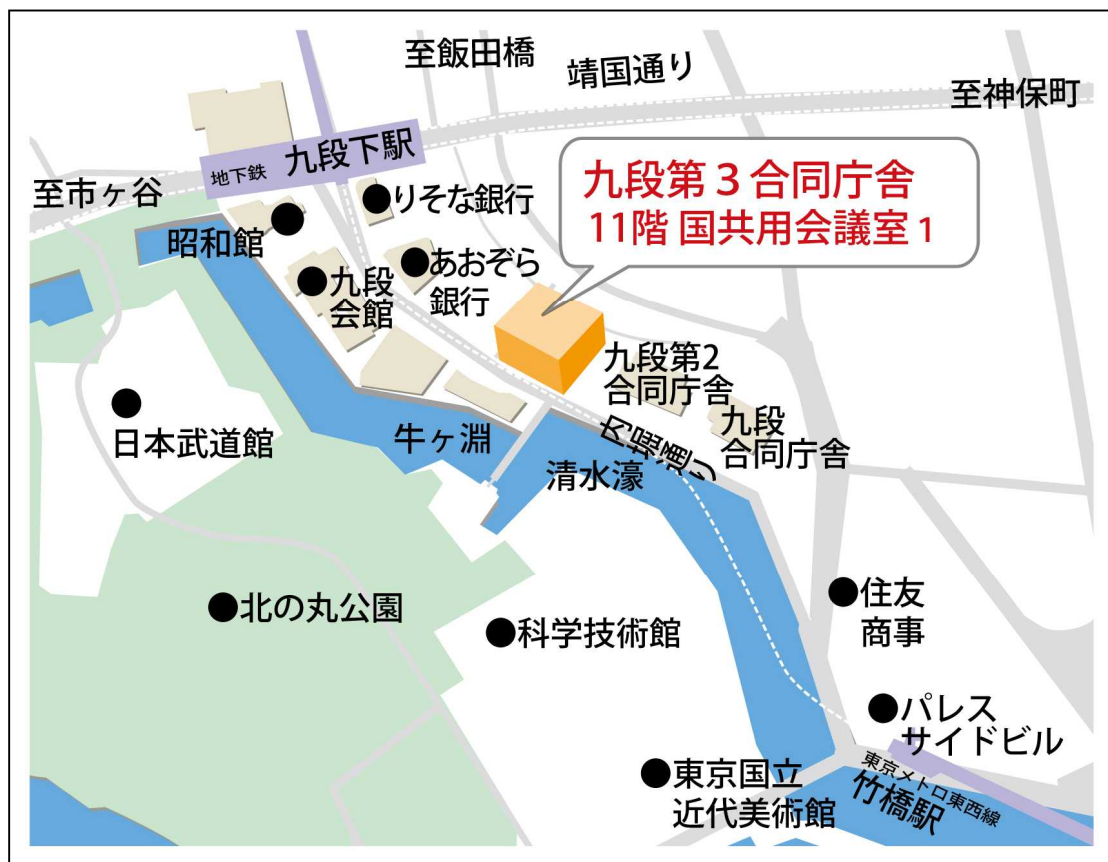 至飯田橋
靖国通り
至神保町
地下鉄 九段下駅
至市ヶ谷
九段第3合同庁舎
11階 国共用会議室1
りそな銀行
昭和館
あおぞら
銀行
九段
会館
九段第2
合同庁舎
九段
合同庁舎
日本武道館
牛ヶ淵
内堀通り
清水濠
北の丸公園
科学技術館
住友
商事
パレス
サイドビル
東京国立
近代美術館
東京メトロ東西線
竹橋駅